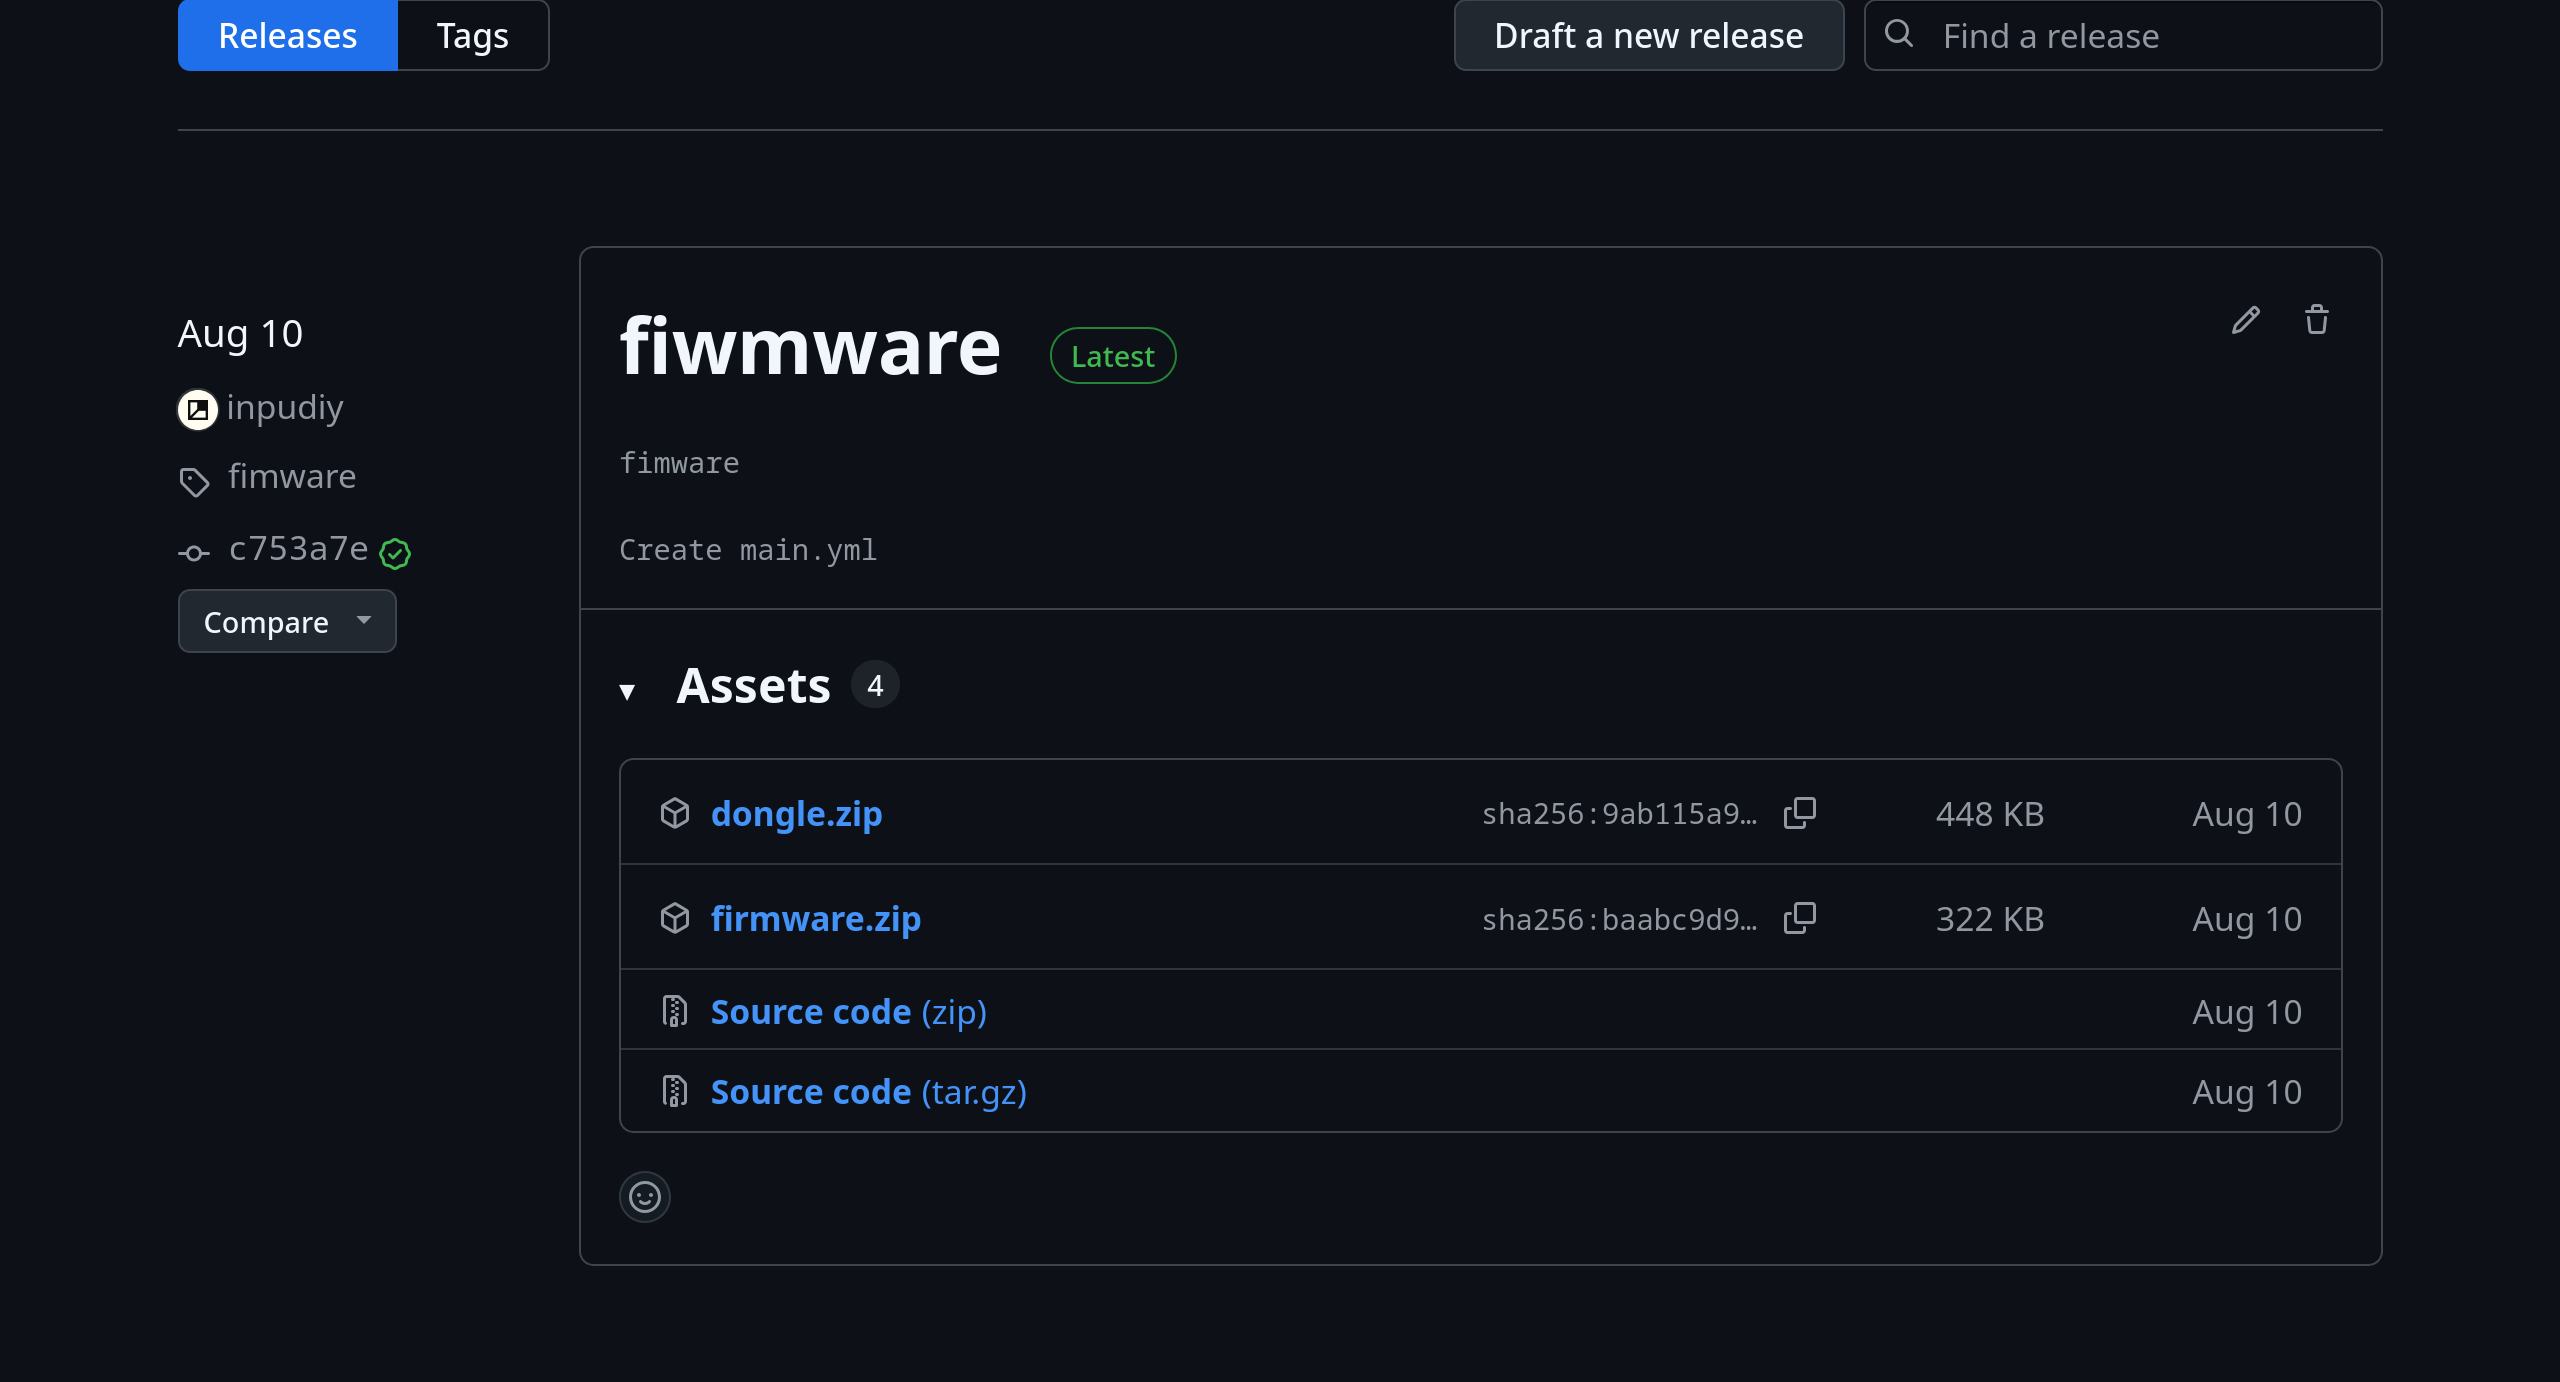 Releases Tags Draft a new release Find a release
Aug 10
inpudiy
fimware
c753a7e
Compare
fiwmware Latest
fimware
Create main.yml
Assets 4
dongle.zip sha256:9ab115a9… 448 KB Aug 10
firmware.zip sha256:baabc9d9… 322 KB Aug 10
Source code (zip) Aug 10
Source code (tar.gz) Aug 10